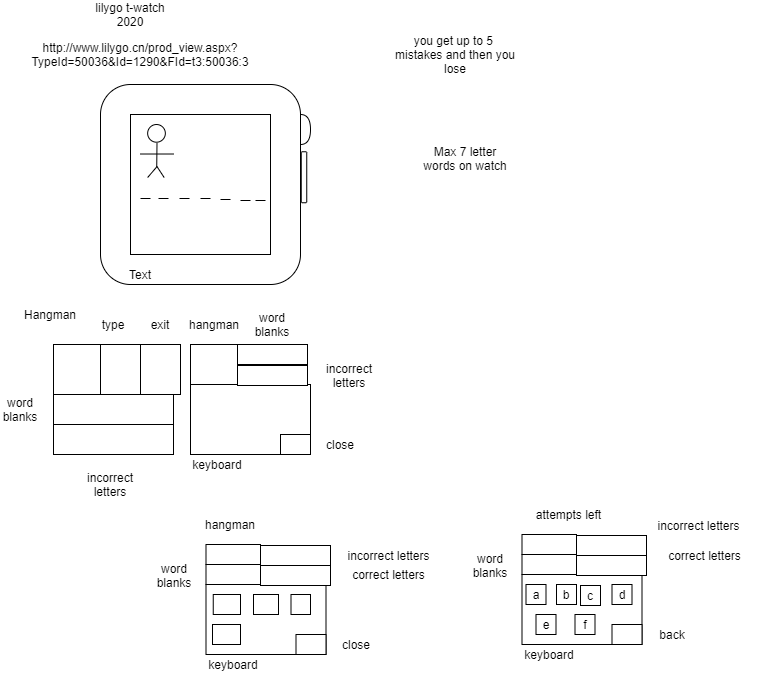 lilygo t-watch
2020
http://www.lilygo.cn/prod_view.aspx?
TypeId=50036&Id=1290&FId=t3:50036:3
you get up to 5
mistakes and then you
lose
Max 7 letter
words on watch
Text
Hangman
type
exit
hangman
word
blanks
incorrect
letters
word
blanks
close
keyboard
incorrect
letters
hangman
attempts left
incorrect letters
word
blanks
incorrect letters
correct letters
word
blanks
correct letters
a
b
c
d
e
f
close
back
keyboard
keyboard